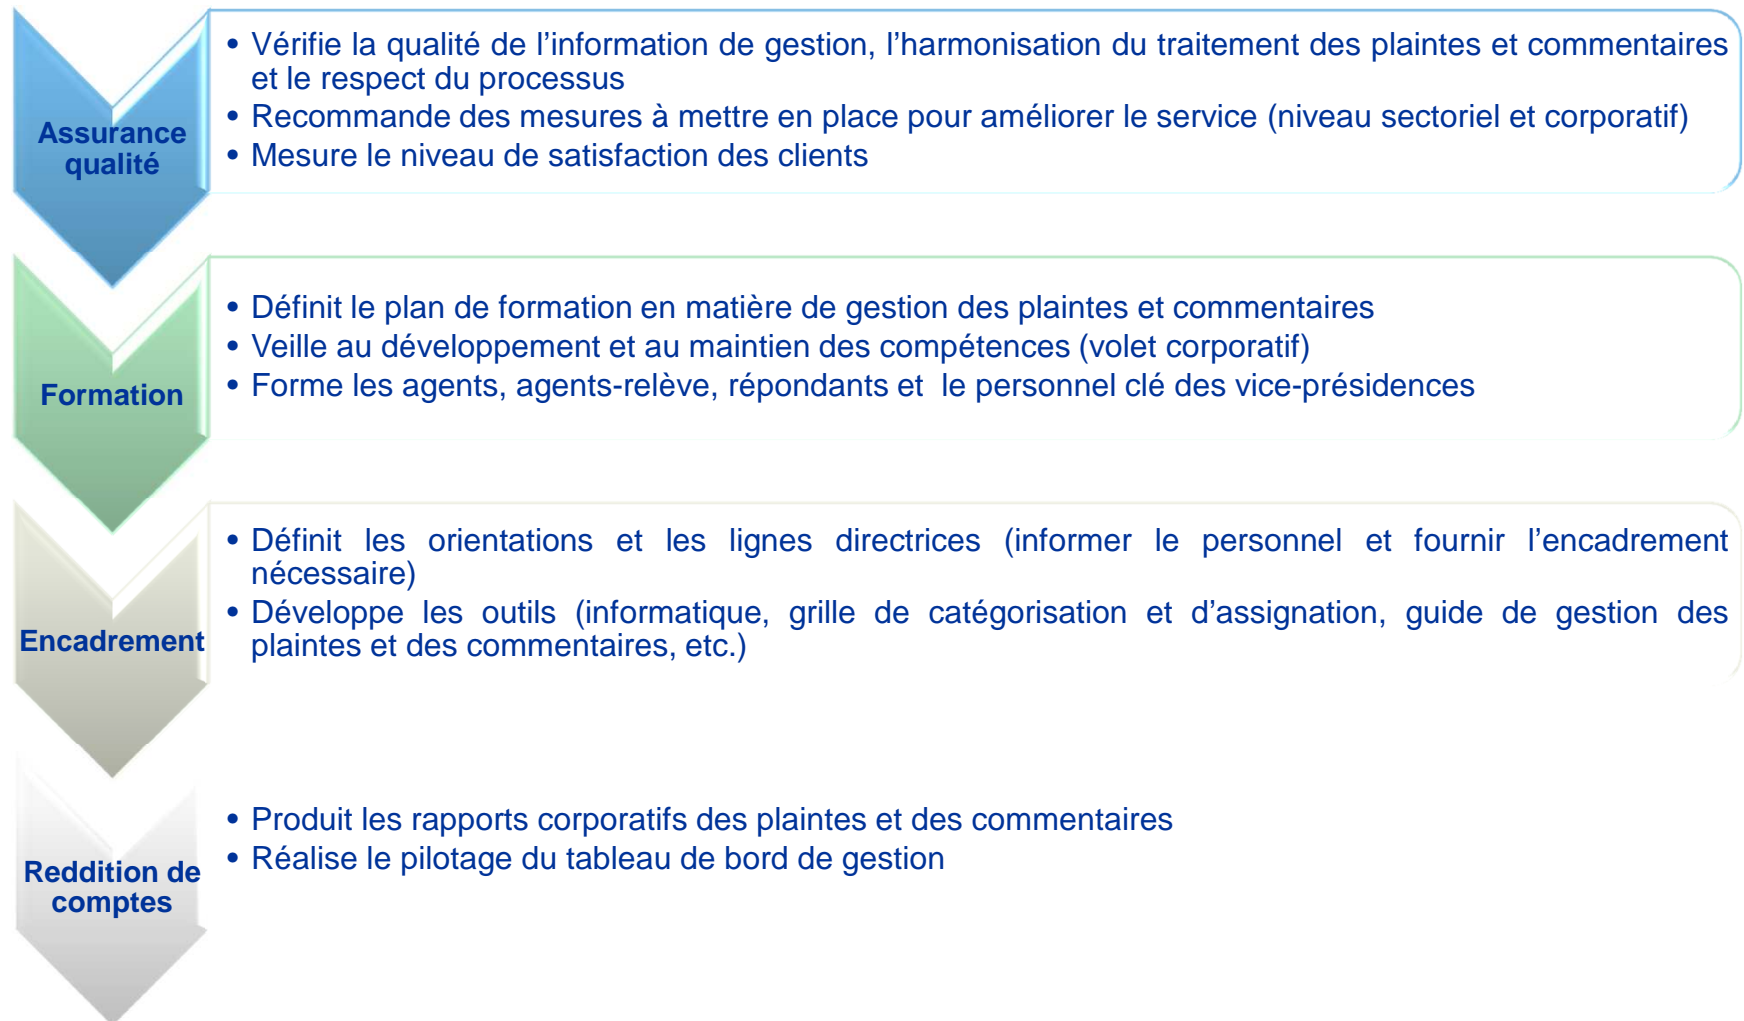 Assurance
qualité
• Vérifie la qualité de l’information de gestion, l’harmonisation du traitement des plaintes et commentaires
et le respect du processus
• Recommande des mesures à mettre en place pour améliorer le service (niveau sectoriel et corporatif)
• Mesure le niveau de satisfaction des clients
Formation
• Définit le plan de formation en matière de gestion des plaintes et commentaires
• Veille au développement et au maintien des compétences (volet corporatif)
• Forme les agents, agents-relève, répondants et le personnel clé des vice-présidences
Encadrement
• Définit les orientations et les lignes directrices (informer le personnel et fournir l’encadrement
nécessaire)
• Développe les outils (informatique, grille de catégorisation et d’assignation, guide de gestion des
plaintes et des commentaires, etc.)
Reddition de
comptes
• Produit les rapports corporatifs des plaintes et des commentaires
• Réalise le pilotage du tableau de bord de gestion